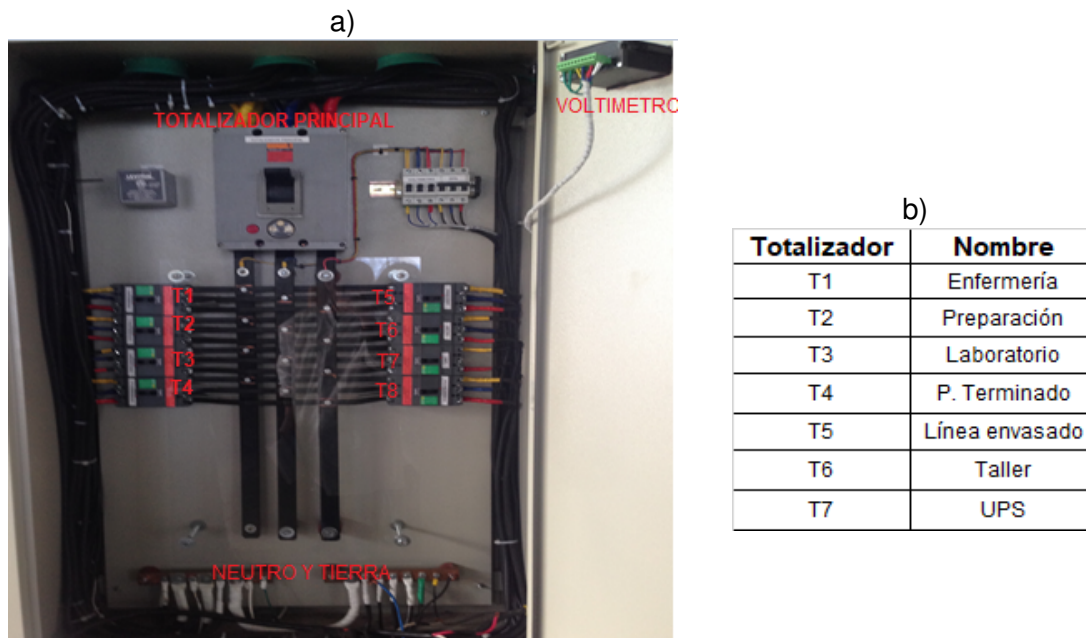 a)
TOTALIZADOR PRINCIPAL
VOLTIMETRO
T1
T5
T2
T6
T3
T7
T4
T8
NEUTRO Y TIERRA
b)
Totalizador Nombre
T1 Enfermería
T2 Preparación
T3 Laboratorio
T4 P. Terminado
T5 Línea envasado
T6 Taller
T7 UPS